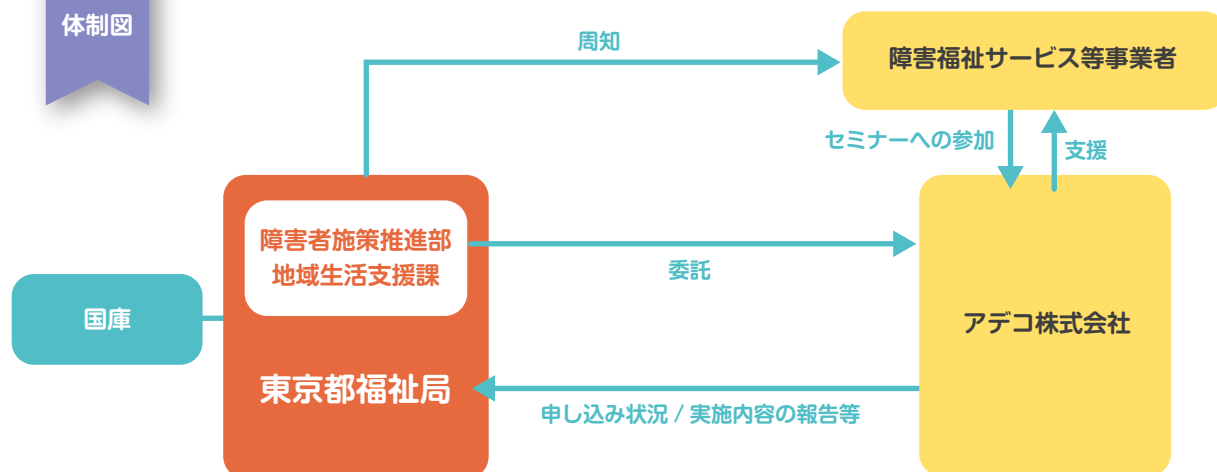 体制図
周知
障害福祉サービス等事業者
セミナーへの参加
支援
障害者施策推進部
地域生活支援課
委託
国庫
アデコ株式会社
東京都福祉局
申し込み状況 / 実施内容の報告等